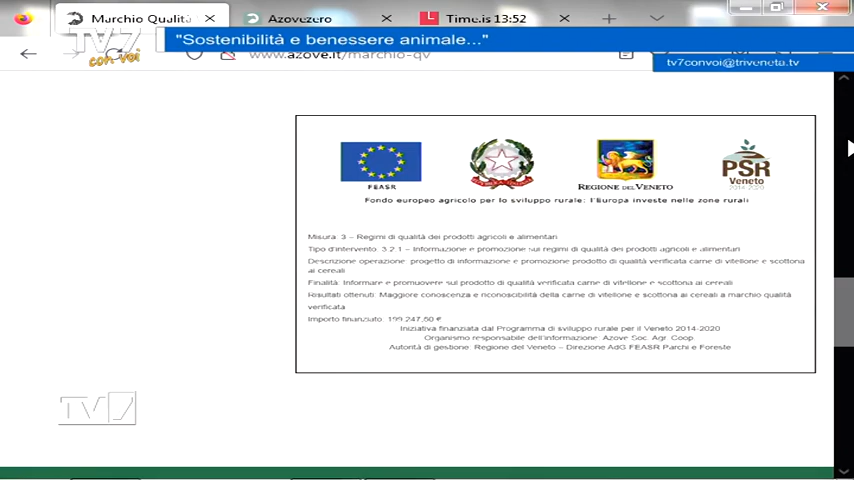 Marchio Qualità
Azovezero
Time.is 13:52
TV7
con voi
"Sostenibilità e benessere animale..."
www.azove.it/marchio-qv
tv7convoi@triveneta.tv
FEASR
REGIONE DEL VENETO
PSR
Veneto
2014-2020
Fondo europeo agricolo per lo sviluppo rurale: l'Europa investe nelle zone rurali
Misura: 3 – Regimi di qualità dei prodotti agricoli e alimentari
Tipo d'intervento: 3.2.1 – Informazione e promozione sui regimi di qualità dei prodotti agricoli e alimentari
Descrizione operazione: progetto di informazione e promozione prodotto di qualità verificata carne di vitellone e scottona
ai cereali
Finalità: Informare e promuovere sul prodotto di qualità verificata carne di vitellone e scottona ai cereali
Risultati ottenuti: Maggiore conoscenza e riconoscibilità della carne di vitellone e scottona ai cereali a marchio qualità
verificata
Importo finanziato: 199.247,50 €
Iniziativa finanziata dal Programma di sviluppo rurale per il Veneto 2014-2020
Organismo responsabile dell'informazione: Azove Soc. Agr. Coop.
Autorità di gestione: Regione del Veneto – Direzione AdG FEASR Parchi e Foreste
TV7